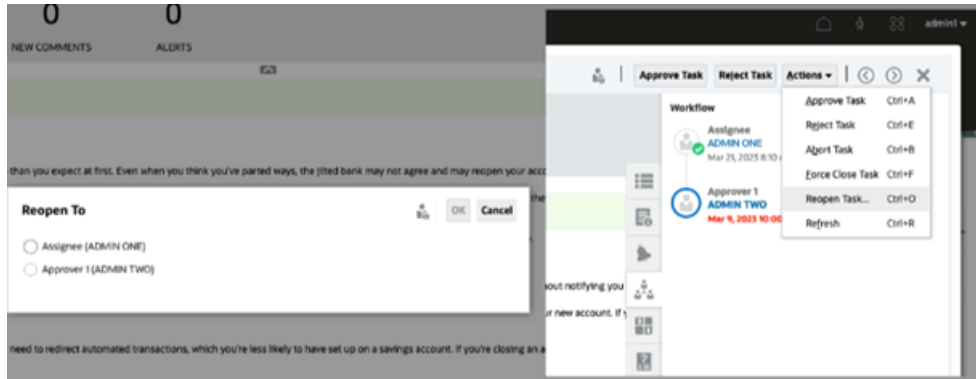 0
0
NEW COMMENTS
ALERTS
than you expect at first. Even when you think you've parted ways, the jilted bank may not agree and may reopen your acco
the
Reopen To
OK
Cancel
Assignee (ADMIN ONE)
Approver 1 (ADMIN TWO)
need to redirect automated transactions, which you're less likely to have set up on a savings account. If you're closing an a
admin1
Approve Task
Reject Task
Actions
Workflow
Assignee
ADMIN ONE
Mar 21, 2023 8:10
Approver 1
ADMIN TWO
Mar 9, 2023 10:00
Approve Task Ctrl+A
Reject Task Ctrl+E
Abort Task Ctrl+B
Force Close Task Ctrl+F
Reopen Task... Ctrl+O
Refresh Ctrl+R
out notifying you
r new account. If y